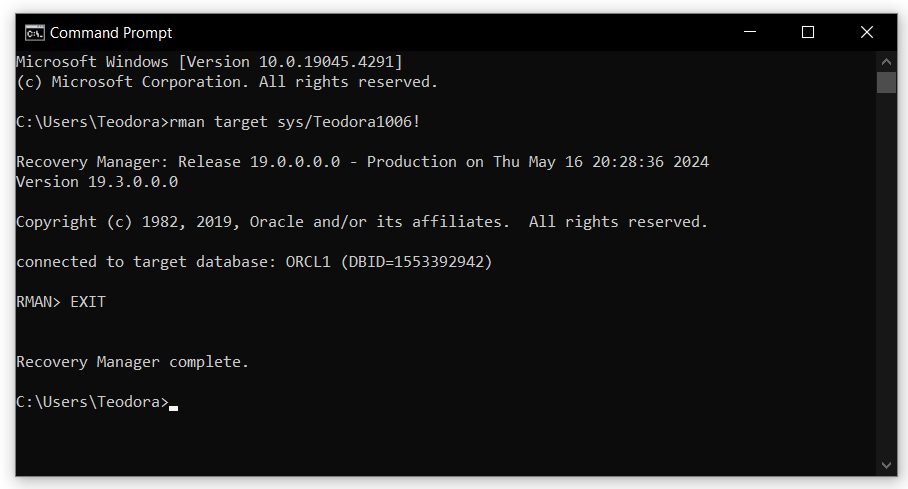 Command Prompt
Microsoft Windows [Version 10.0.19045.4291]
(c) Microsoft Corporation. All rights reserved.
C:\Users\Teodora>rman target sys/Teodora1006!
Recovery Manager: Release 19.0.0.0.0 - Production on Thu May 16 20:28:36 2024
Version 19.3.0.0.0
Copyright (c) 1982, 2019, Oracle and/or its affiliates.  All rights reserved.
connected to target database: ORCL1 (DBID=1553392942)
RMAN> EXIT
Recovery Manager complete.
C:\Users\Teodora>